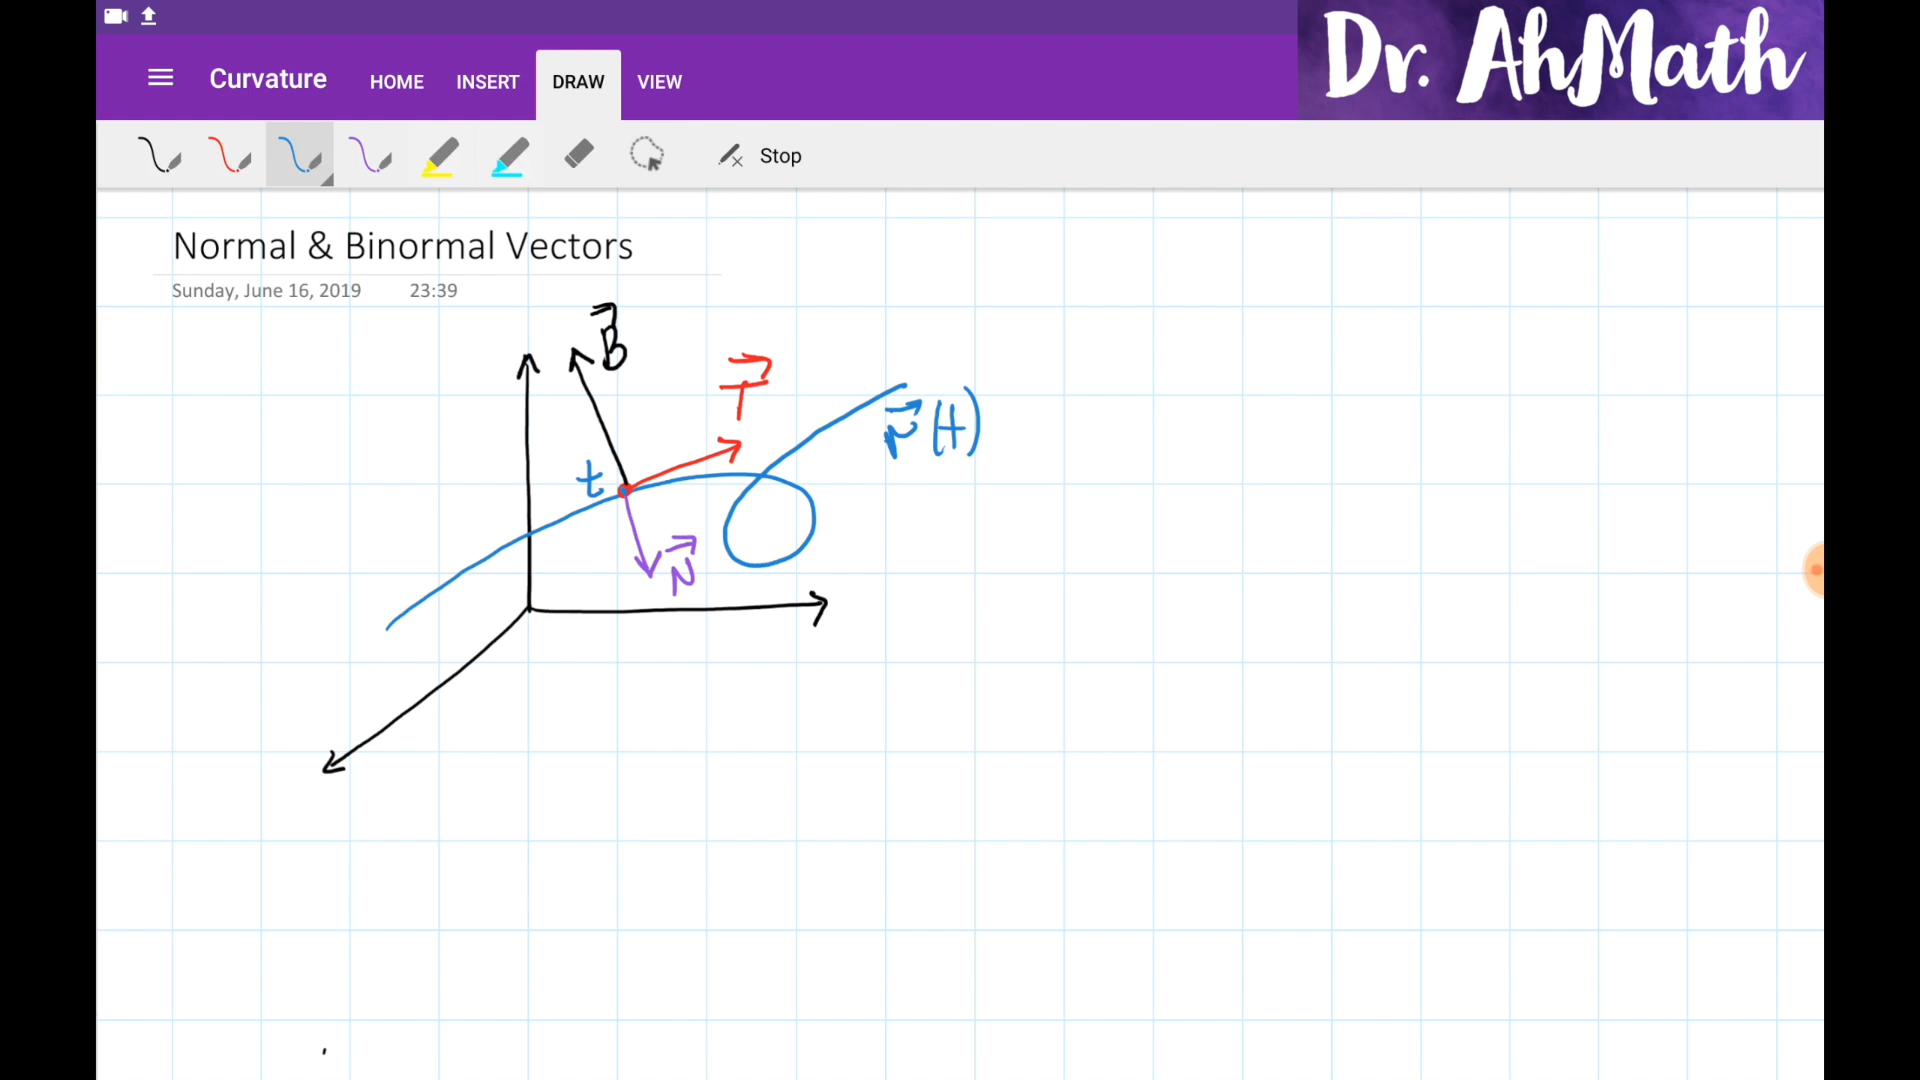 Dr. AhMath
Curvature HOME INSERT DRAW VIEW
Stop
Normal & Binormal Vectors
Sunday, June 16, 2019 23:39
B
T
r(t)
t
N